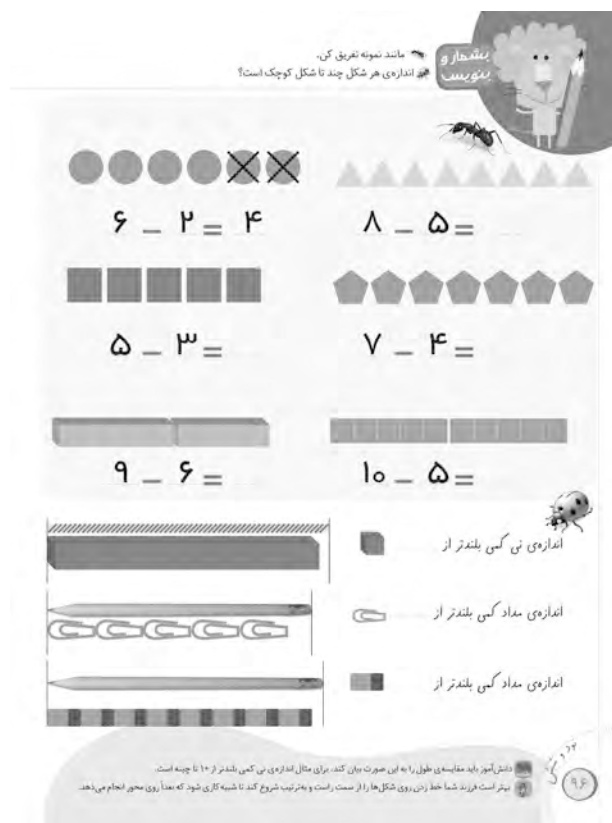 بشمار و
بنویس
مانند نمونه تفریق کن.
اندازه‌ی هر شکل چند تا شکل کوچک است؟
۶ – ۲ = ۴
۸ – ۵ =
۵ – ۳ =
۷ – ۴ =
۹ – ۶ =
۱۰ – ۵ =
اندازه‌ی نی کمی بلندتر از
اندازه‌ی مداد کمی بلندتر از
اندازه‌ی مداد کمی بلندتر از
دانش‌آموز باید مقایسه‌ی طول را به این صورت بیان کند. برای مثال اندازه‌ی نی کمی بلندتر از ۱۰ تا چینه است.
بهتر است فرزند شما خط زدن روی شکل‌ها را از سمت راست و به‌ترتیب شروع کند تا شبیه کاری شود که بعداً روی محور انجام می‌دهد.
۹۶